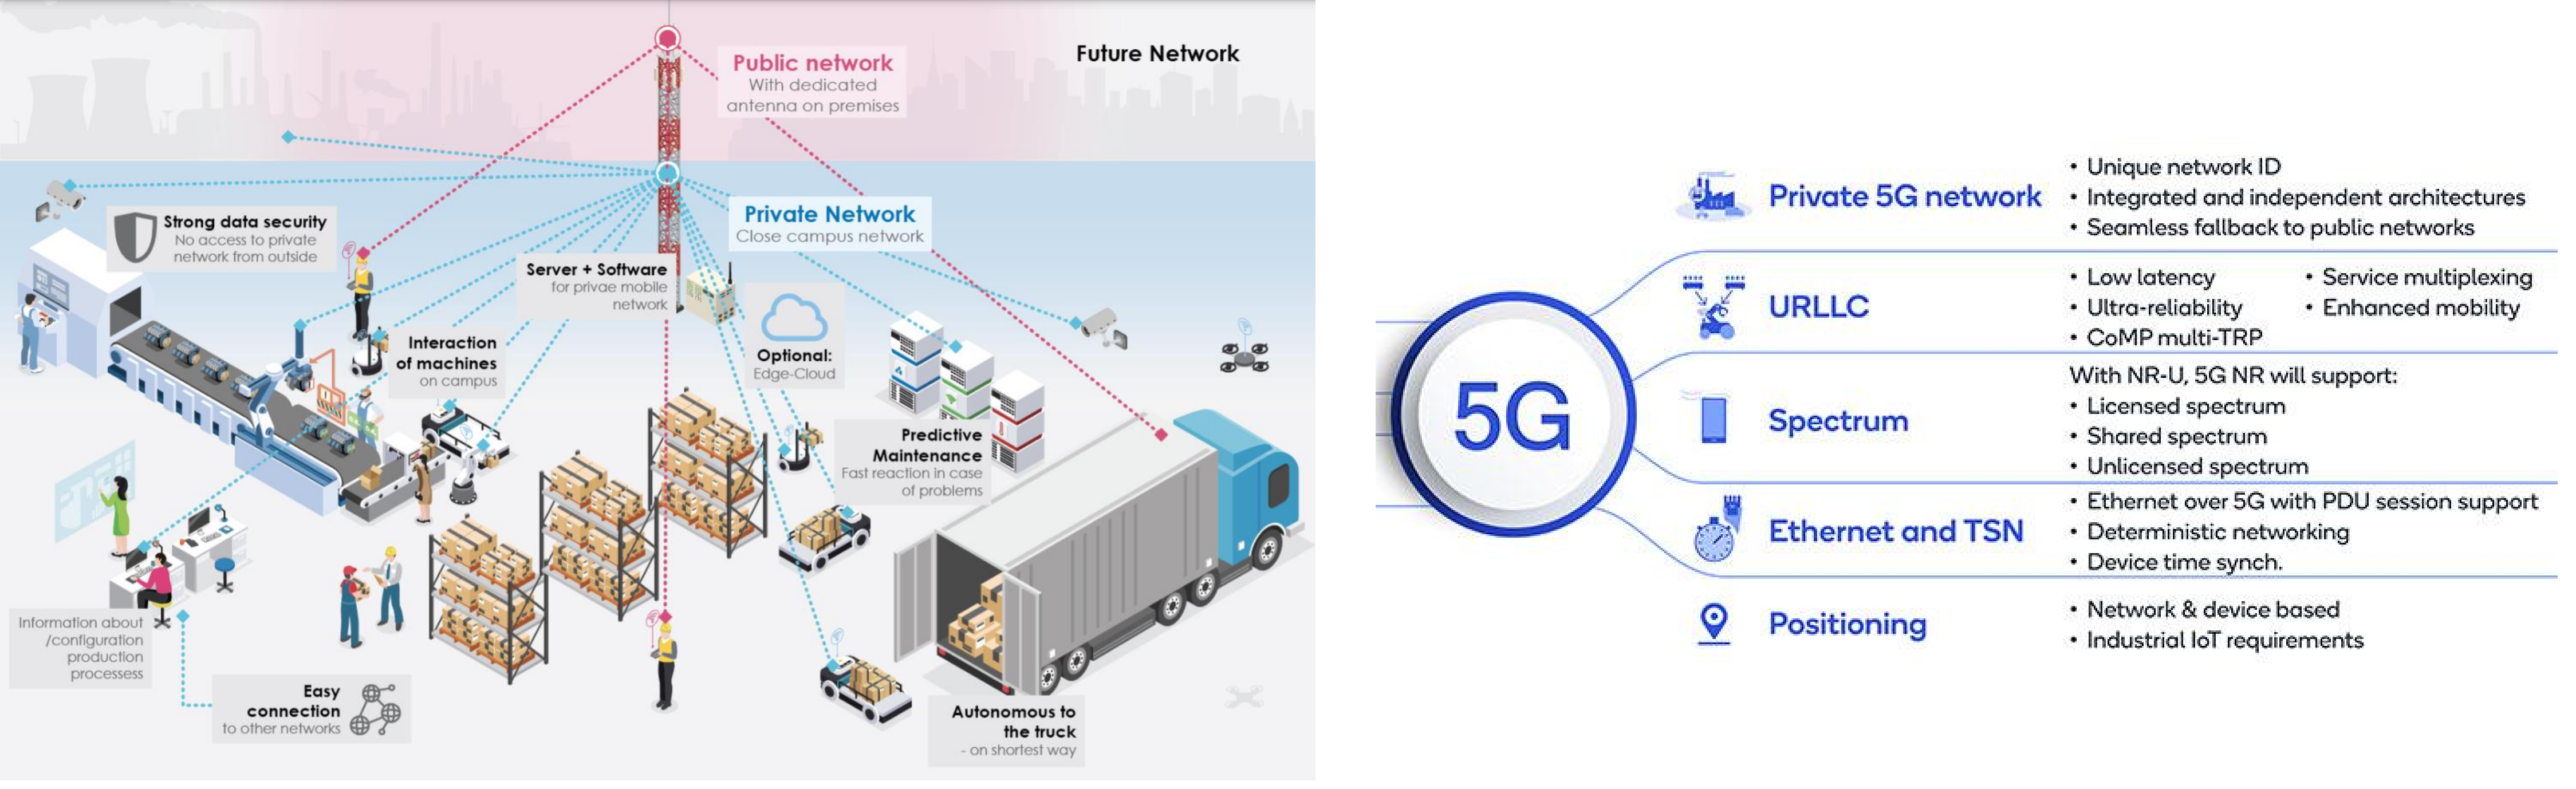 Future Network
Public network
With dedicated
antenna on premises
Strong data security
No access to private
network from outside
Private Network
Close campus network
Server + Software
for privae mobile
network
Interaction
of machines
on campus
Optional:
Edge-Cloud
Predictive
Maintenance
Fast reaction in case
of problems
Information about
/configuration
production
processess
Easy
connection
to other networks
Autonomous to
the truck
- on shortest way
5G
Private 5G network
• Unique network ID
• Integrated and independent architectures
• Seamless fallback to public networks
URLLC
• Low latency
• Ultra-reliability
• CoMP multi-TRP
• Service multiplexing
• Enhanced mobility
Spectrum
With NR-U, 5G NR will support:
• Licensed spectrum
• Shared spectrum
• Unlicensed spectrum
Ethernet and TSN
• Ethernet over 5G with PDU session support
• Deterministic networking
• Device time synch.
Positioning
• Network & device based
• Industrial IoT requirements